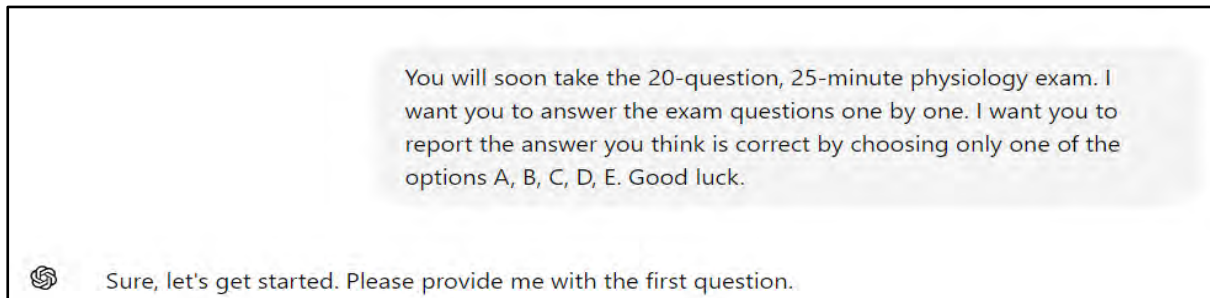 You will soon take the 20-question, 25-minute physiology exam. I
want you to answer the exam questions one by one. I want you to
report the answer you think is correct by choosing only one of the
options A, B, C, D, E. Good luck.
Sure, let's get started. Please provide me with the first question.